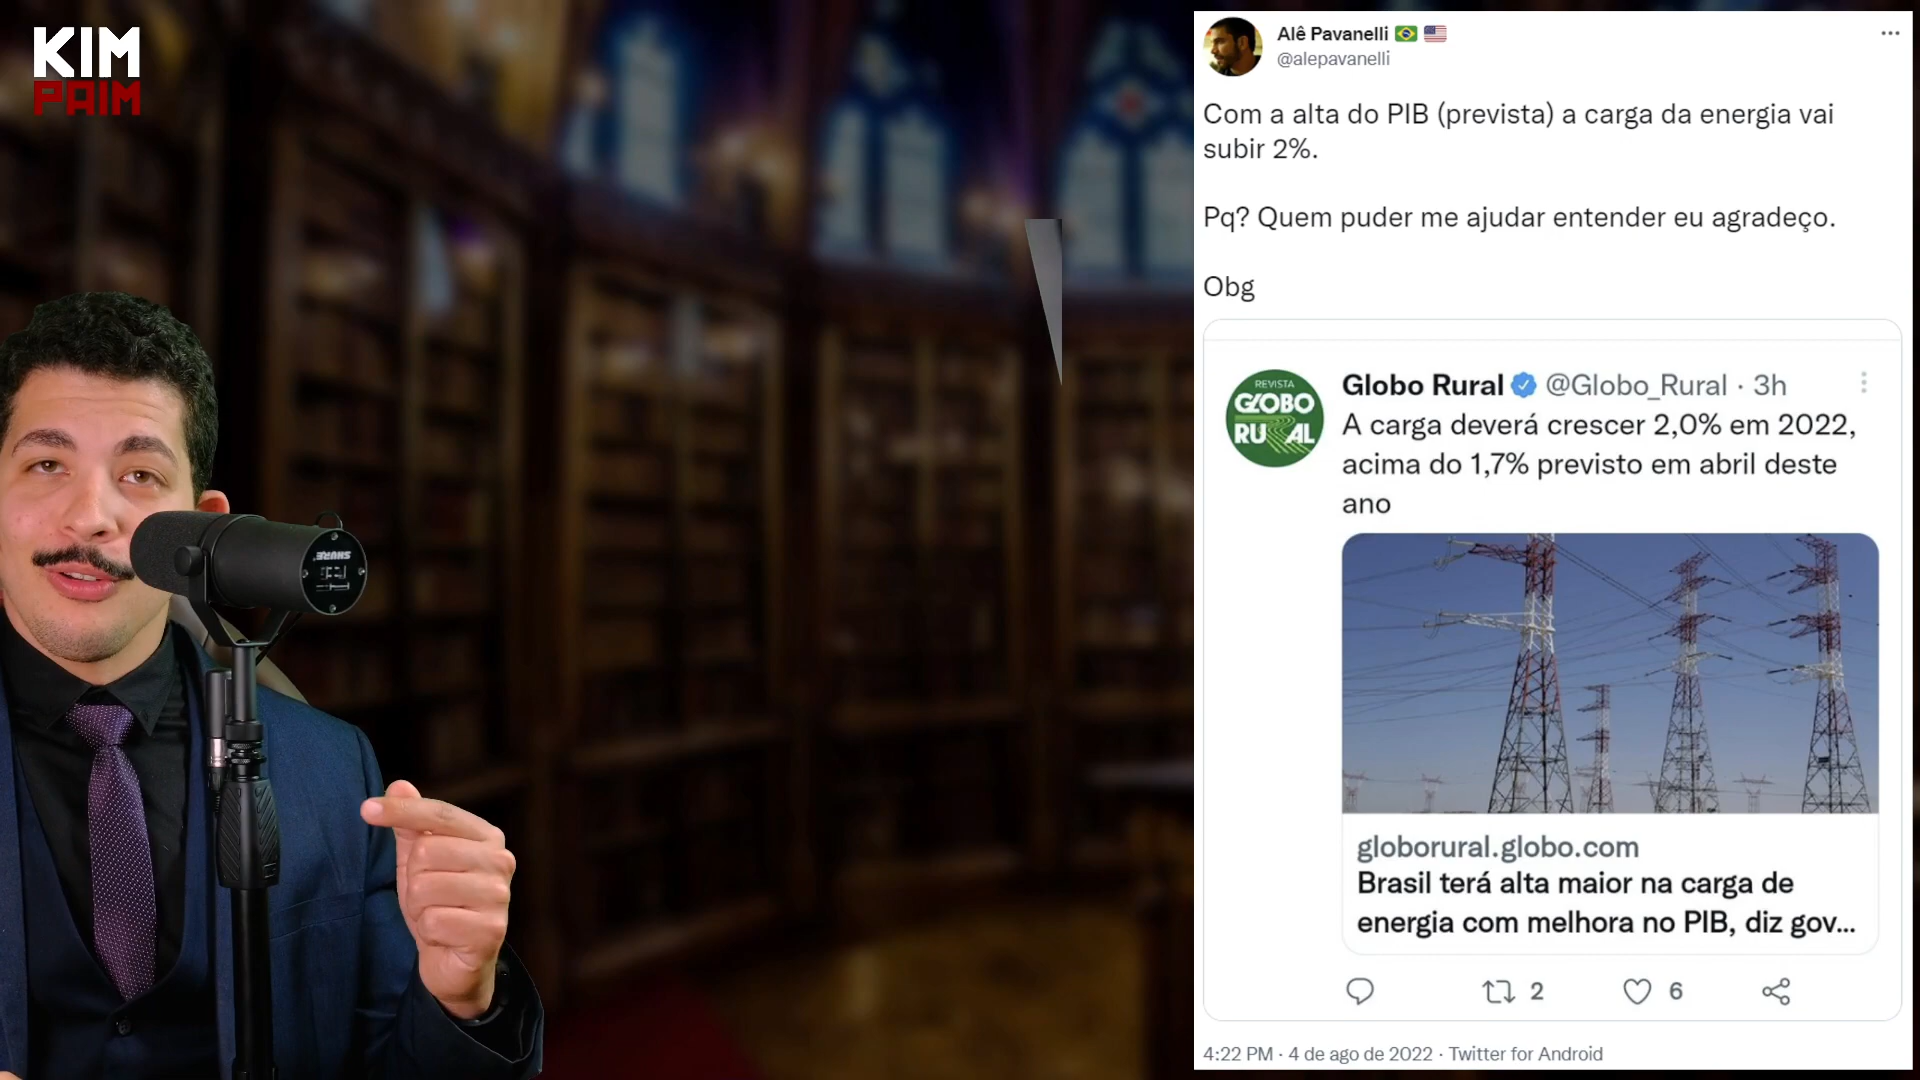 KIM
PAIM
Alê Pavanelli
@alepavanelli
Com a alta do PIB (prevista) a carga da energia vai
subir 2%.
Pq? Quem puder me ajudar entender eu agradeço.
Obg
REVISTA
GLOBO
RURAL
Globo Rural @Globo_Rural · 3h
A carga deverá crescer 2,0% em 2022,
acima do 1,7% previsto em abril deste
ano
SHURE
globorural.globo.com
Brasil terá alta maior na carga de
energia com melhora no PIB, diz gov...
2
6
4:22 PM · 4 de ago de 2022 · Twitter for Android